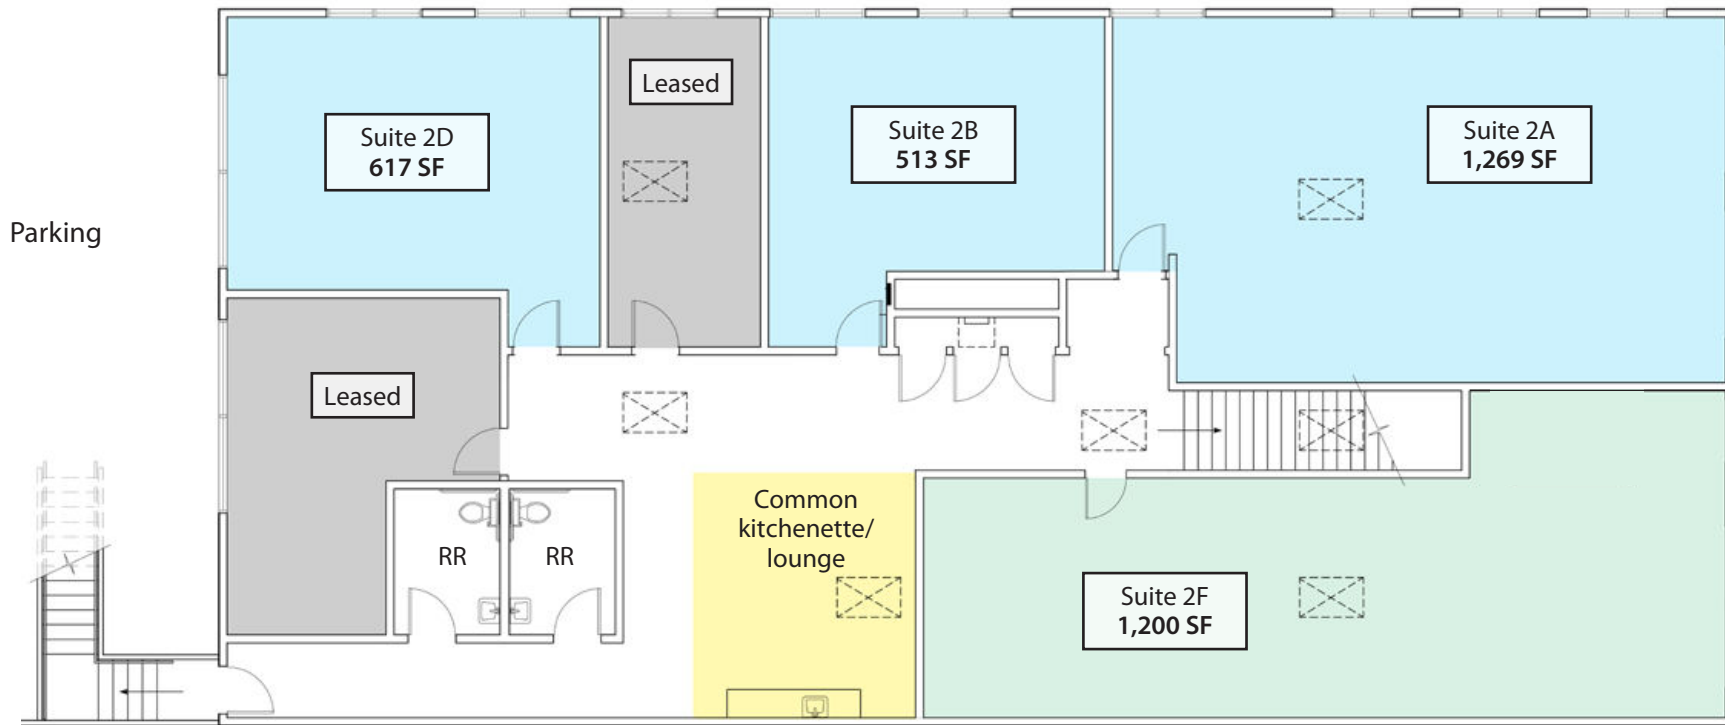 Leased
Suite 2D
617 SF
Suite 2B
513 SF
Suite 2A
1,269 SF
Parking
Leased
Common
kitchenette/
lounge
RR
RR
Suite 2F
1,200 SF